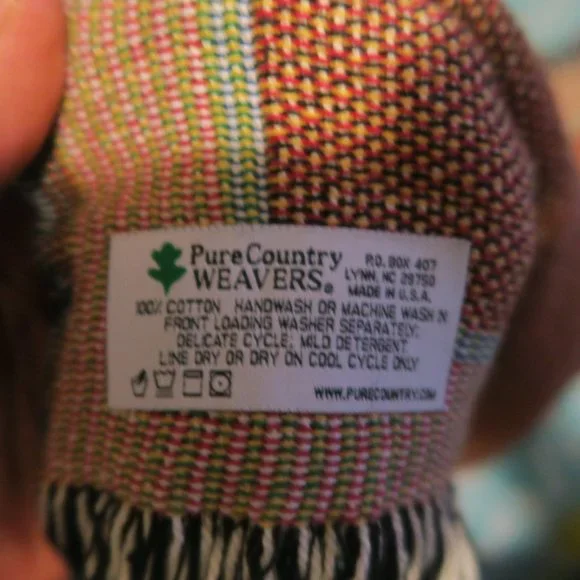 Pure Country
WEAVERS®
P.O. BOX 407
LYNN, NC 28750
MADE IN U.S.A.
100% COTTON HANDWASH OR MACHINE WASH IN
FRONT LOADING WASHER SEPARATELY;
DELICATE CYCLE; MILD DETERGENT
LINE DRY OR DRY ON COOL CYCLE ONLY
WWW.PURECOUNTRY.COM